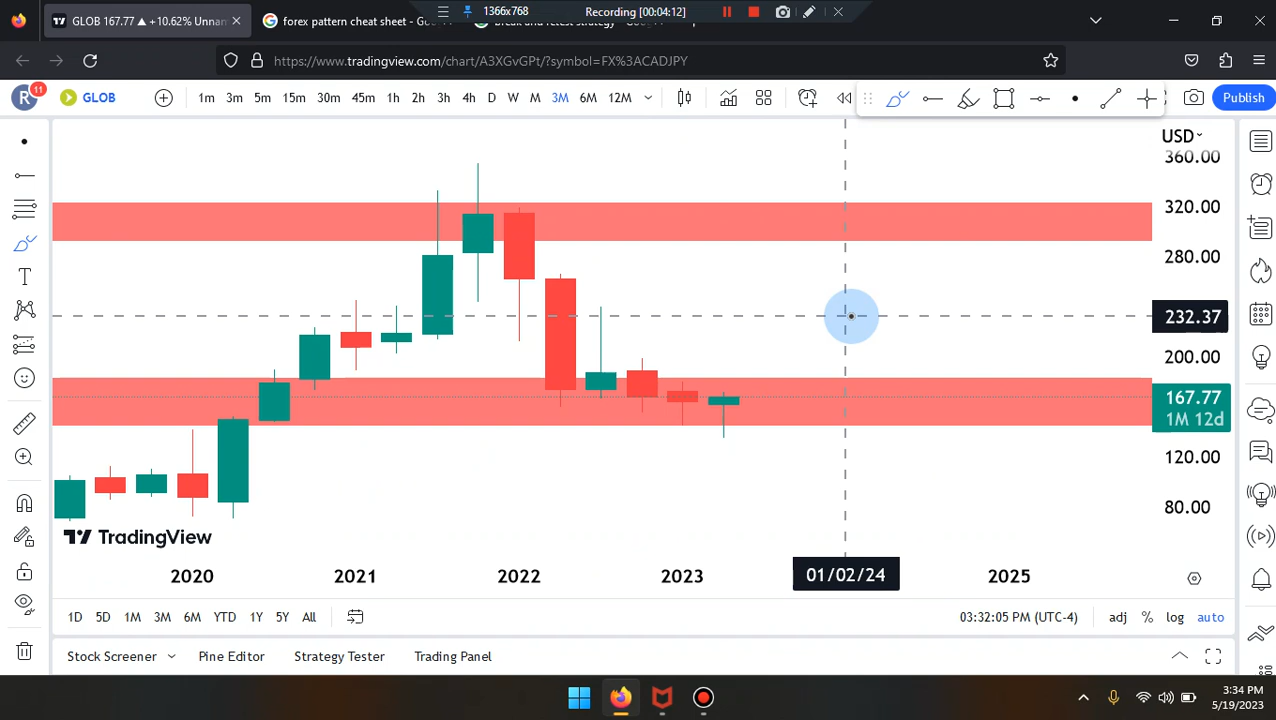 1366x768
Recording [00:04:12]
GLOB 167.77 ▲ +10.62% Unnan
forex pattern cheat sheet - Goo
https://www.tradingview.com/chart/A3XGvGPt/?symbol=FX%3ACADJPY
R 11 GLOB 1m 3m 5m 15m 30m 45m 1h 2h 3h 4h D W M 3M 6M 12M Publish
USD
360.00
320.00
280.00
232.37
200.00
167.77
1M 12d
120.00
80.00
TradingView
2020 2021 2022 2023 01/02/24 2025
1D 5D 1M 3M 6M YTD 1Y 5Y All 03:32:05 PM (UTC-4) adj % log auto
Stock Screener Pine Editor Strategy Tester Trading Panel
3:34 PM
5/19/2023